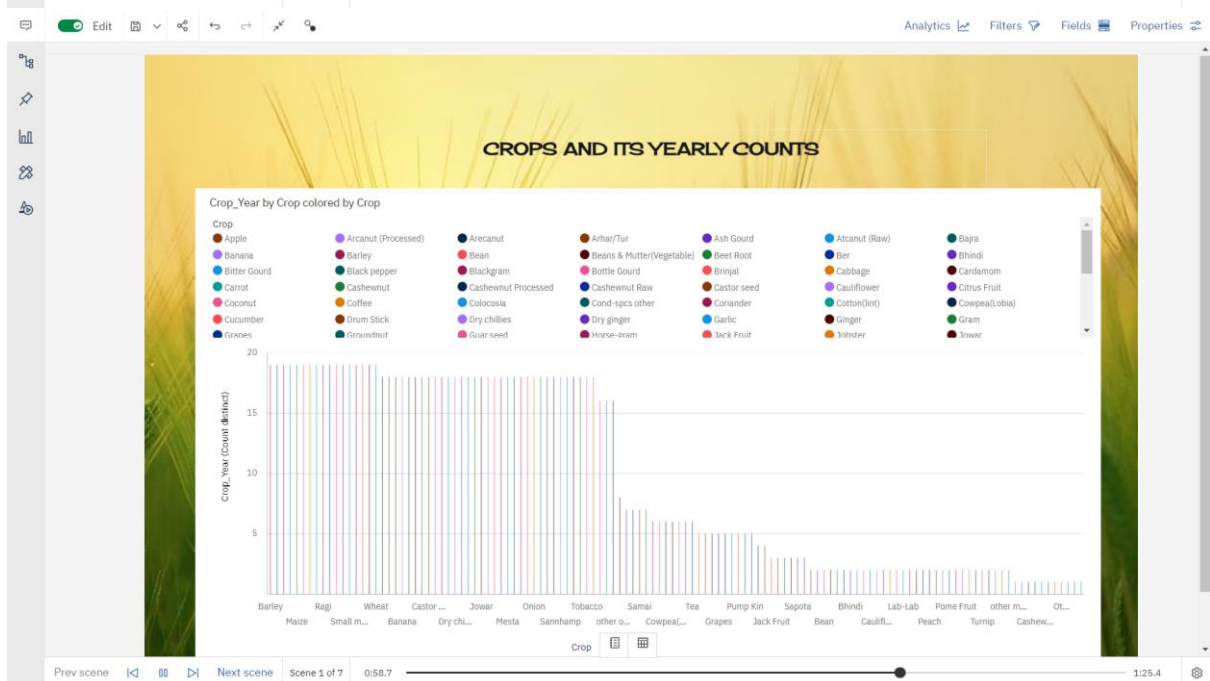 Edit Analytics Filters Fields Properties
CROPS AND ITS YEARLY COUNTS
Crop_Year by Crop colored by Crop
Crop
Apple Arcanut (Processed) Arecanut Arhar/Tur Ash Gourd Atcanut (Raw) Bajra
Banana Barley Bean Beans & Mutter(Vegetable) Beet Root Ber Bhindi
Bitter Gourd Black pepper Blackgram Bottle Gourd Brinjal Cabbage Cardamom
Carrot Cashewnut Cashewnut Processed Cashewnut Raw Castor seed Cauliflower Citrus Fruit
Coconut Coffee Colocosia Cond-spcs other Coriander Cotton(lint) Cowpea(Lobia)
Cucumber Drum Stick Dry chillies Dry ginger Garlic Ginger Gram
Grapes Groundnut Guar seed Horse-gram Jack Fruit Jobster Jowar
20
15
10
5
Crop_Year (Count distinct)
Barley Ragi Wheat Castor ... Jowar Onion Tobacco Samai Tea Pump Kin Sapota Bhindi Lab-Lab Pome Fruit other m... Ot...
Maize Small m... Banana Dry chi... Mesta Sannhamp other o... Cowpea(... Grapes Jack Fruit Bean Caulifl... Peach Turnip Cashew...
Crop
Prev scene Next scene Scene 1 of 7 0:58.7 1:25.4